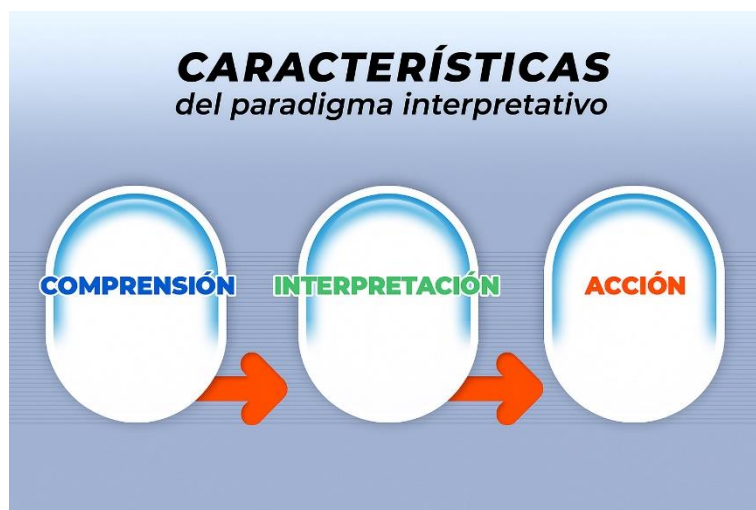 CARACTERÍSTICAS
del paradigma interpretativo
COMPRENSIÓN
INTERPRETACIÓN
ACCIÓN